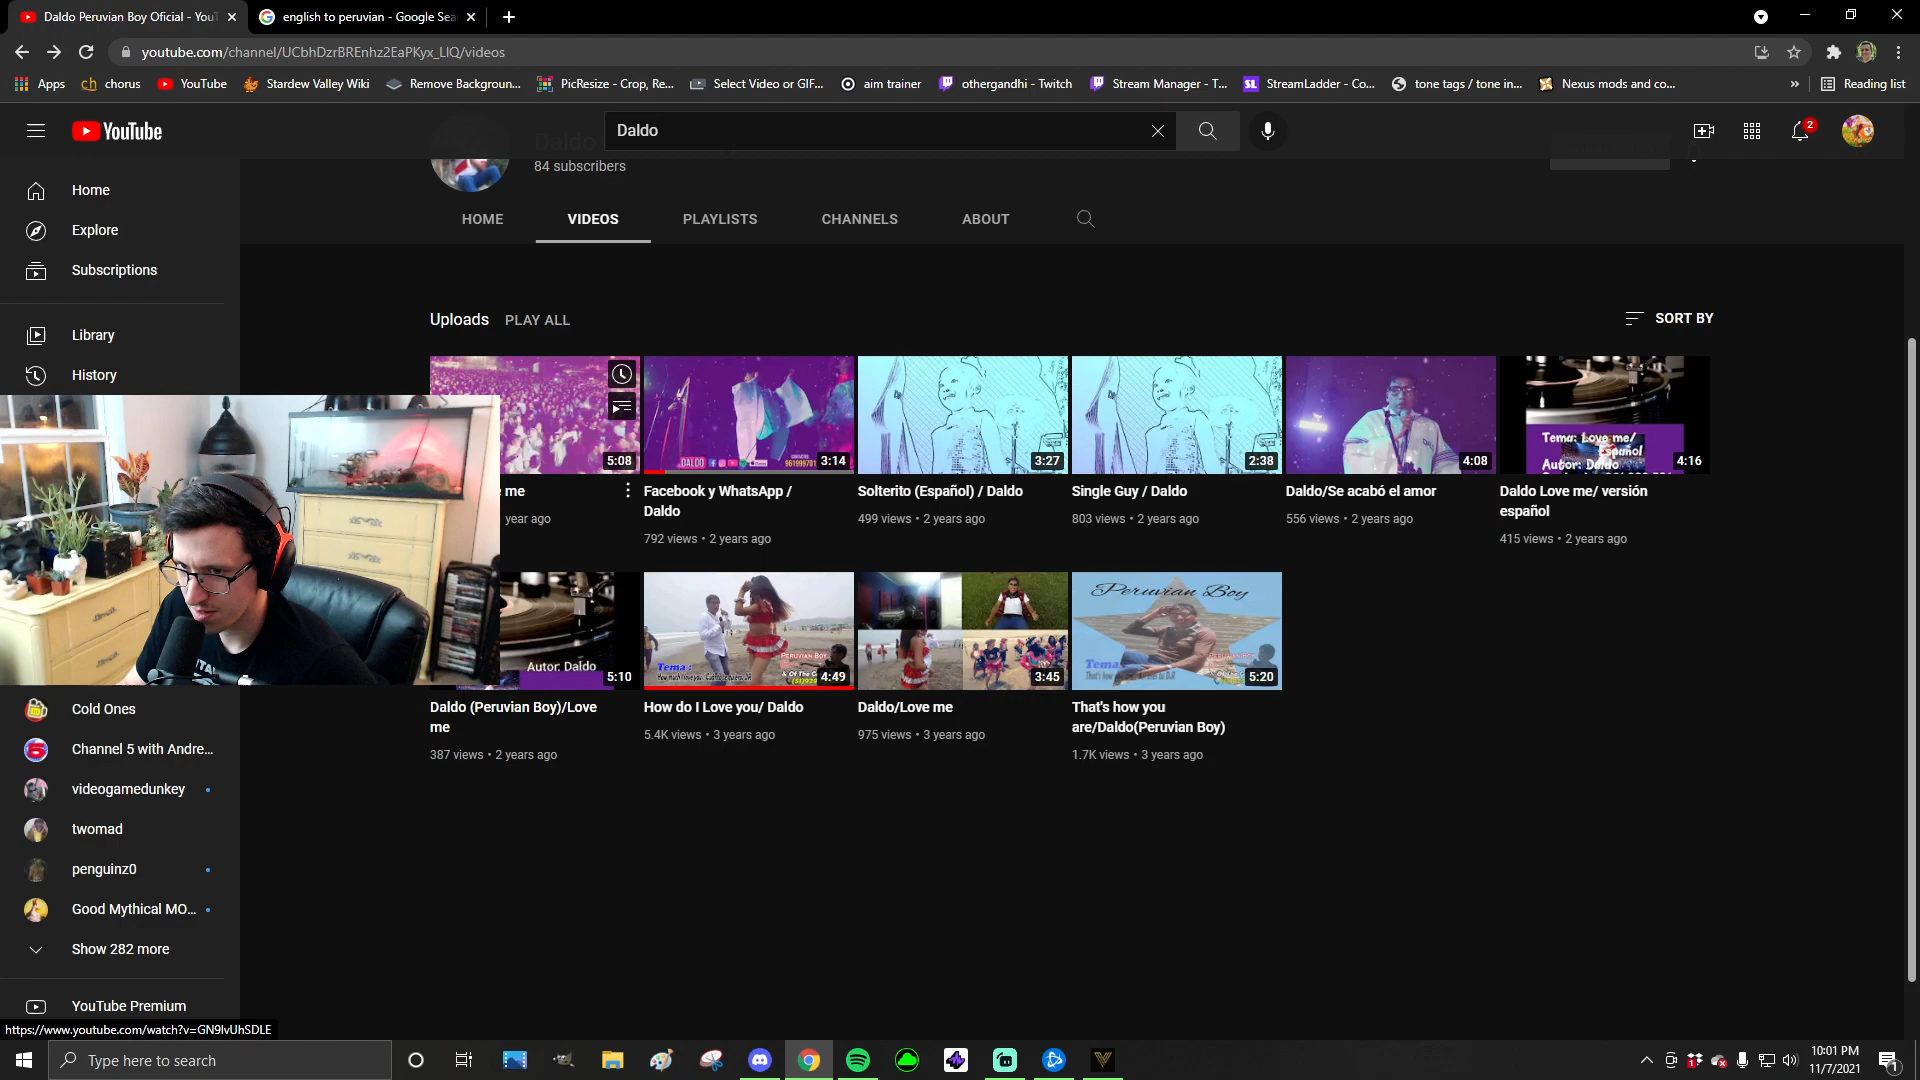 Daldo Peruvian Boy Oficial - YouT
english to peruvian - Google Sea
youtube.com/channel/UCbhDzrBREnhz2EaPKyx_LlQ/videos
Apps chorus YouTube Stardew Valley Wiki Remove Backgroun... PicResize - Crop, Re... Select Video or GIF... aim trainer othergandhi - Twitch Stream Manager - T... StreamLadder - Co... tone tags / tone in... Nexus mods and co... » Reading list
YouTube
Daldo
2
Daldo
84 subscribers
Home
Explore
Subscriptions
Library
History
HOME VIDEOS PLAYLISTS CHANNELS ABOUT
Uploads PLAY ALL SORT BY
5:08
me
year ago
DALDO
961999701
3:14
Facebook y WhatsApp /
Daldo
792 views • 2 years ago
3:27
Solterito (Español) / Daldo
499 views • 2 years ago
2:38
Single Guy / Daldo
803 views • 2 years ago
4:08
Daldo/Se acabó el amor
556 views • 2 years ago
Tema: Love me/
Español
Autor: Daldo
4:16
Daldo Love me/ versión
español
415 views • 2 years ago
Autor: Daldo
5:10
Daldo (Peruvian Boy)/Love
me
387 views • 2 years ago
Tema :
PERUVIAN BOY
4:49
How do I Love you/ Daldo
5.4K views • 3 years ago
3:45
Daldo/Love me
975 views • 3 years ago
Peruvian Boy
Tema:
5:20
That's how you
are/Daldo(Peruvian Boy)
1.7K views • 3 years ago
Cold Ones
Channel 5 with Andre...
videogamedunkey
twomad
penguinz0
Good Mythical MO...
Show 282 more
YouTube Premium
https://www.youtube.com/watch?v=GN9lvUhSDLE
Type here to search
10:01 PM
11/7/2021
1